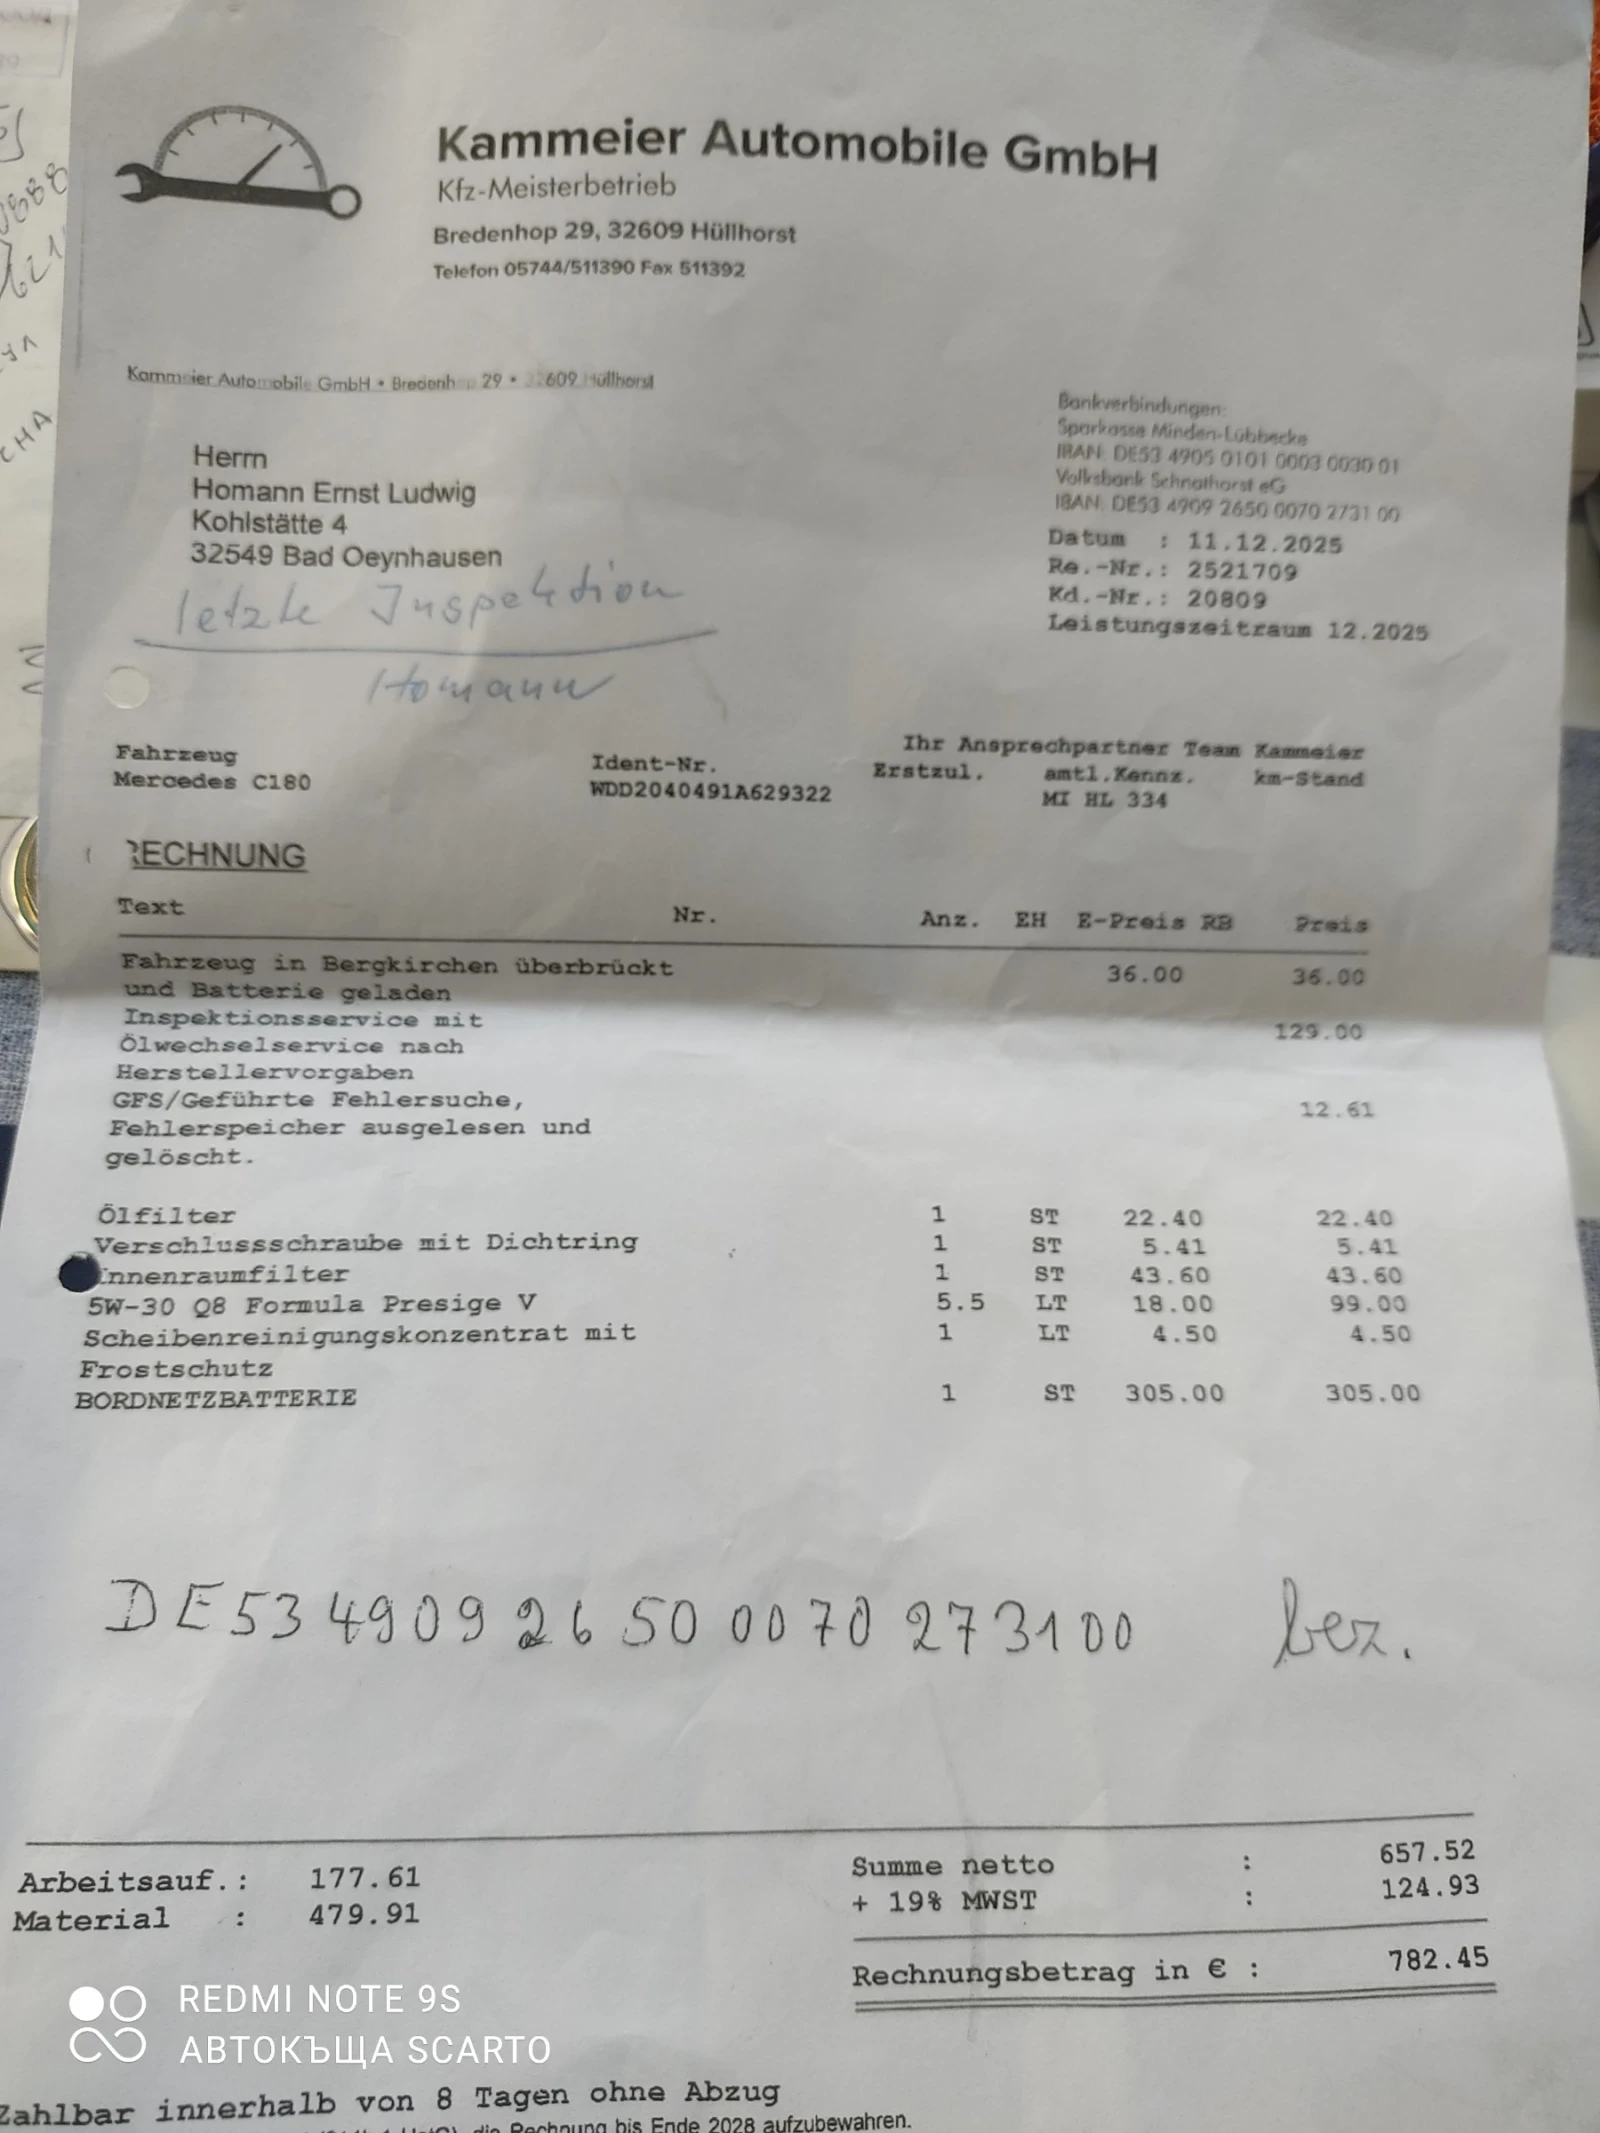 Kammeier Automobile GmbH
Kfz-Meisterbetrieb
Bredenhop 29, 32609 Hüllhorst
Telefon 05744/511390 Fax 511392
Kammeier Automobile GmbH • Bredenhop 29 • 32609 Hüllhorst
Bankverbindungen:
Sparkasse Minden-Lübbecke
IBAN: DE53 4905 0101 0003 0030 01
Volksbank Schnathorst eG
IBAN: DE53 4909 2650 0070 2731 00
Herrn
Homann Ernst Ludwig
Kohlstätte 4
32549 Bad Oeynhausen
Datum : 11.12.2025
Re.-Nr.: 2521709
Kd.-Nr.: 20809
Leistungszeitraum 12.2025
letzte Inspektion
Homann
Ihr Ansprechpartner Team Kammeier
Fahrzeug Ident-Nr. Erstzul. amtl.Kennz. km-Stand
Mercedes C180 WDD2040491A629322 MI HL 334
RECHNUNG
Text Nr. Anz. EH E-Preis RB Preis
Fahrzeug in Bergkirchen überbrückt 36.00 36.00
und Batterie geladen
Inspektionsservice mit 129.00
Ölwechselservice nach
Herstellervorgaben
GFS/Geführte Fehlersuche, 12.61
Fehlerspeicher ausgelesen und
gelöscht.
Ölfilter 1 ST 22.40 22.40
Verschlussschraube mit Dichtring 1 ST 5.41 5.41
Innenraumfilter 1 ST 43.60 43.60
5W-30 Q8 Formula Presige V 5.5 LT 18.00 99.00
Scheibenreinigungskonzentrat mit 1 LT 4.50 4.50
Frostschutz
BORDNETZBATTERIE 1 ST 305.00 305.00
DE53 4909 2650 0070 273100 bez.
Arbeitsauf.: 177.61
Material : 479.91
Summe netto : 657.52
+ 19% MWST : 124.93
Rechnungsbetrag in € : 782.45
REDMI NOTE 9S
АВТОКЪЩА SCARTO
Zahlbar innerhalb von 8 Tagen ohne Abzug
die Rechnung bis Ende 2028 aufzubewahren.